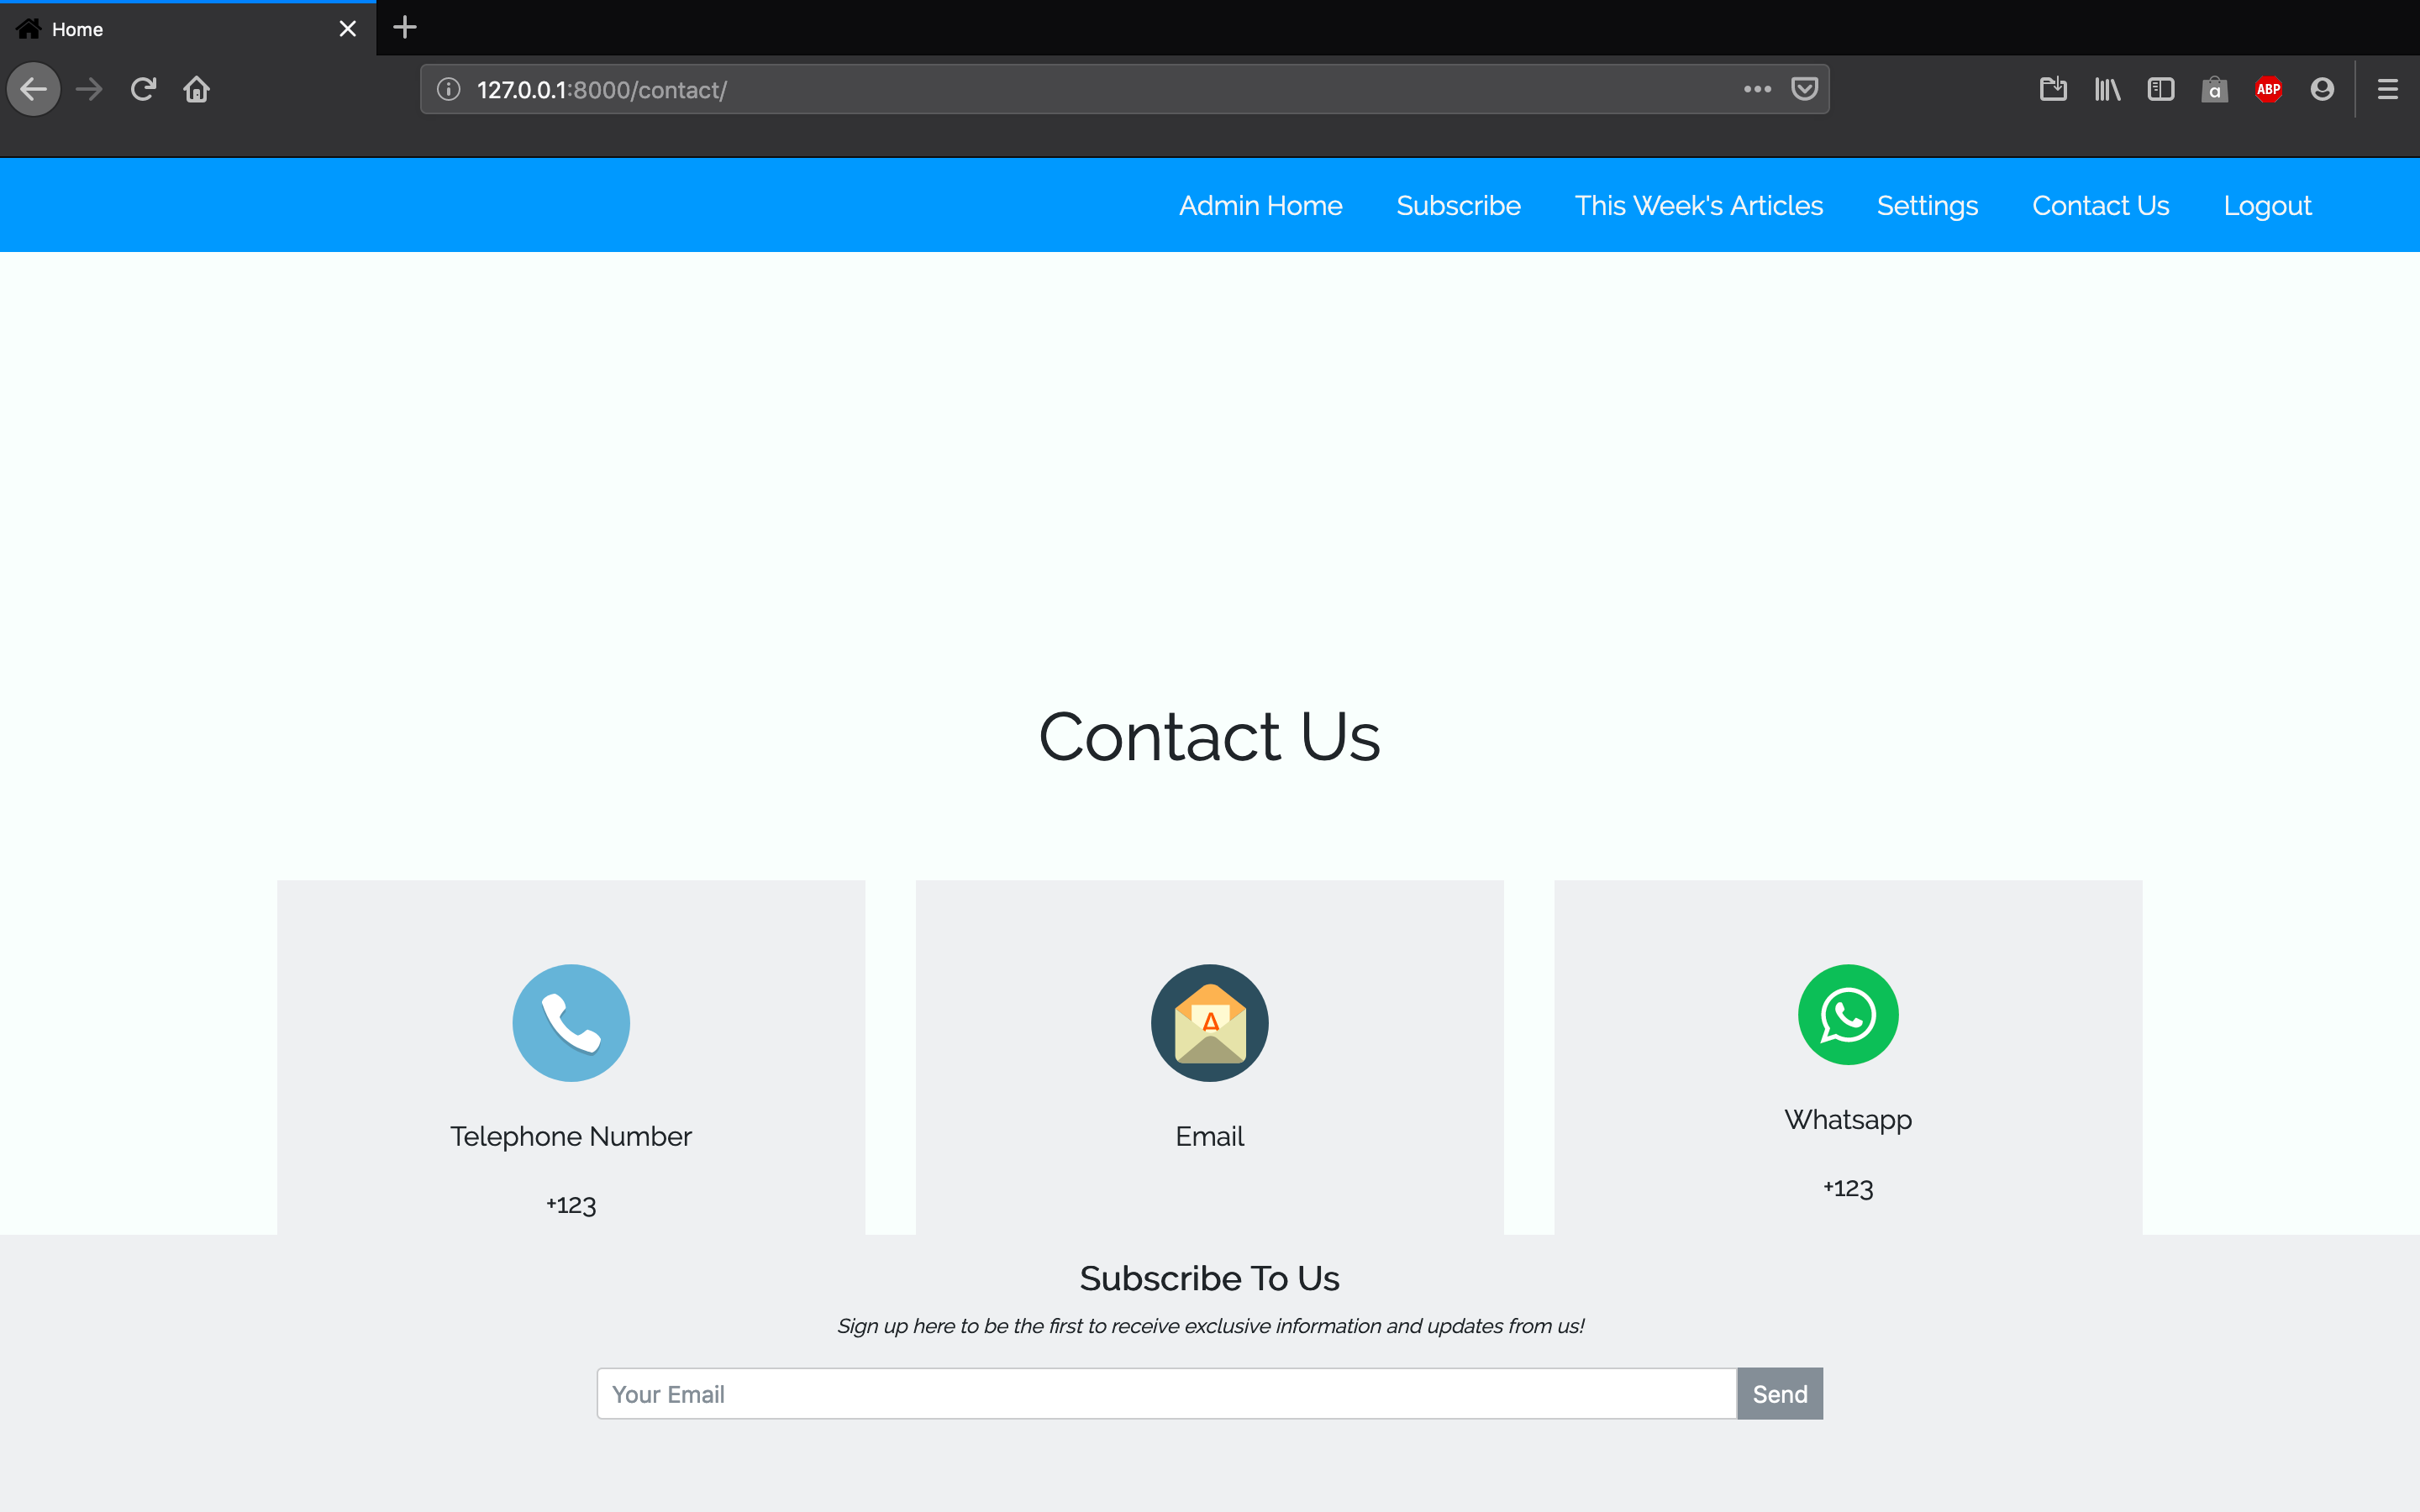 Home
127.0.0.1:8000/contact/
a
ABP
Admin Home Subscribe This Week's Articles Settings Contact Us Logout
Contact Us
A
Telephone Number
+123
Email
Whatsapp
+123
Subscribe To Us
Sign up here to be the first to receive exclusive information and updates from us!
Your Email
Send